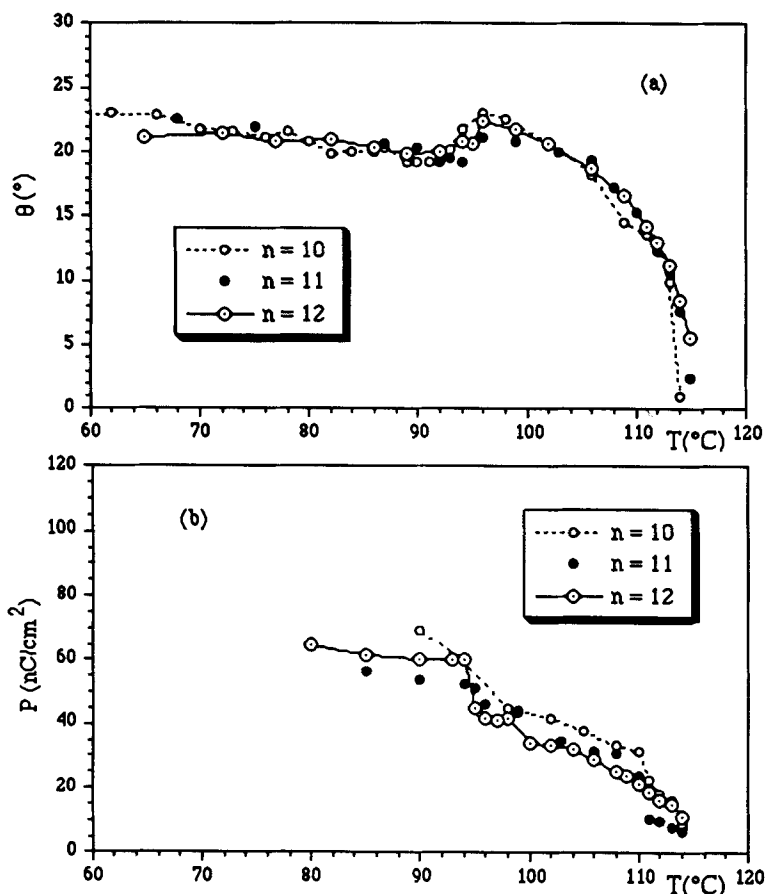 30
(a)
25
20
θ(°)
15
n = 10
10
n = 11
5
n = 12
0
60 70 80 90 100 110 120
T(°C)
120
(b)
100
n = 10
n = 11
80
n = 12
P (nC/cm²)
60
40
20
0
60 70 80 90 100 110 120
T(°C)